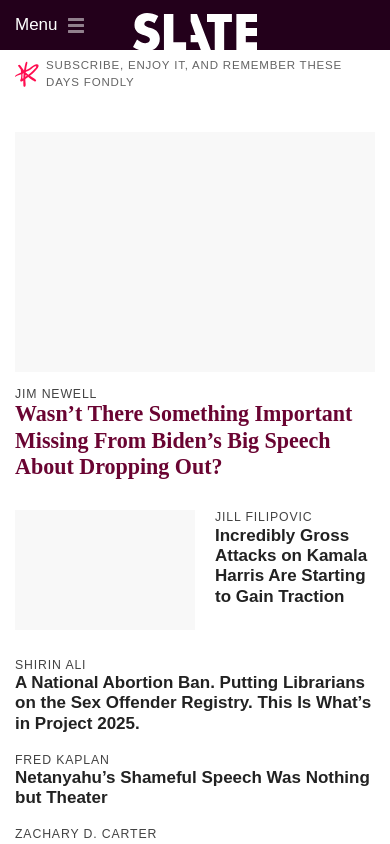 Menu
SLATE
SUBSCRIBE, ENJOY IT, AND REMEMBER THESE
DAYS FONDLY
JIM NEWELL
Wasn’t There Something Important
Missing From Biden’s Big Speech
About Dropping Out?
JILL FILIPOVIC
Incredibly Gross
Attacks on Kamala
Harris Are Starting
to Gain Traction
SHIRIN ALI
A National Abortion Ban. Putting Librarians
on the Sex Offender Registry. This Is What’s
in Project 2025.
FRED KAPLAN
Netanyahu’s Shameful Speech Was Nothing
but Theater
ZACHARY D. CARTER